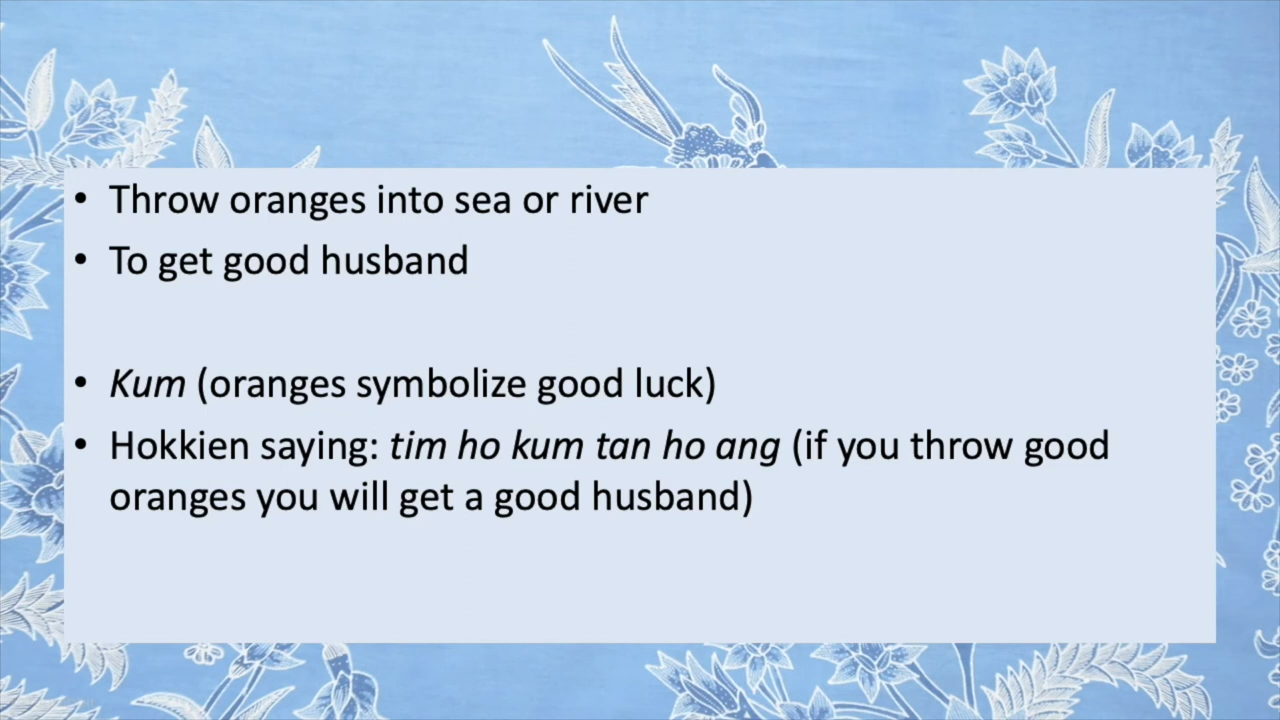 • Throw oranges into sea or river
• To get good husband
• Kum (oranges symbolize good luck)
• Hokkien saying: tim ho kum tan ho ang (if you throw good
oranges you will get a good husband)